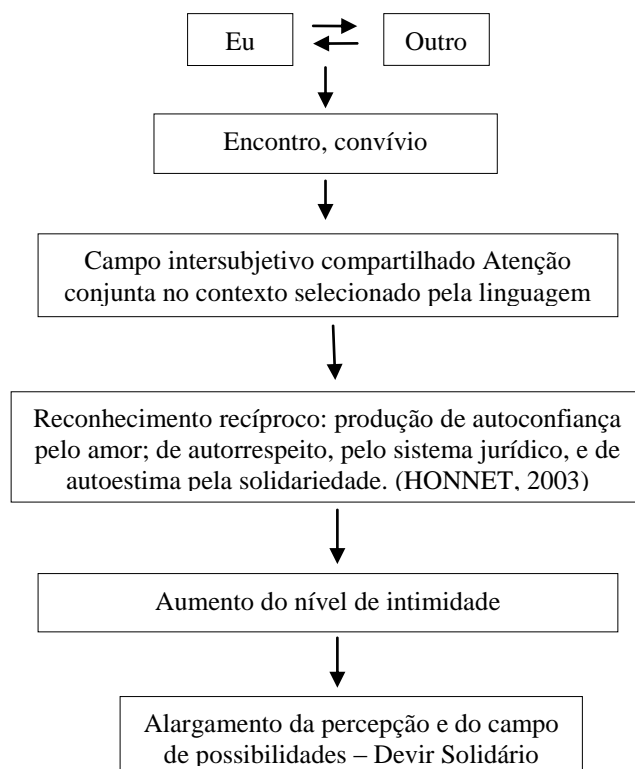 Eu Outro
Encontro, convívio
Campo intersubjetivo compartilhado Atenção
conjunta no contexto selecionado pela linguagem
Reconhecimento recíproco: produção de autoconfiança
pelo amor; de autorrespeito, pelo sistema jurídico, e de
autoestima pela solidariedade. (HONNET, 2003)
Aumento do nível de intimidade
Alargamento da percepção e do campo
de possibilidades – Devir Solidário